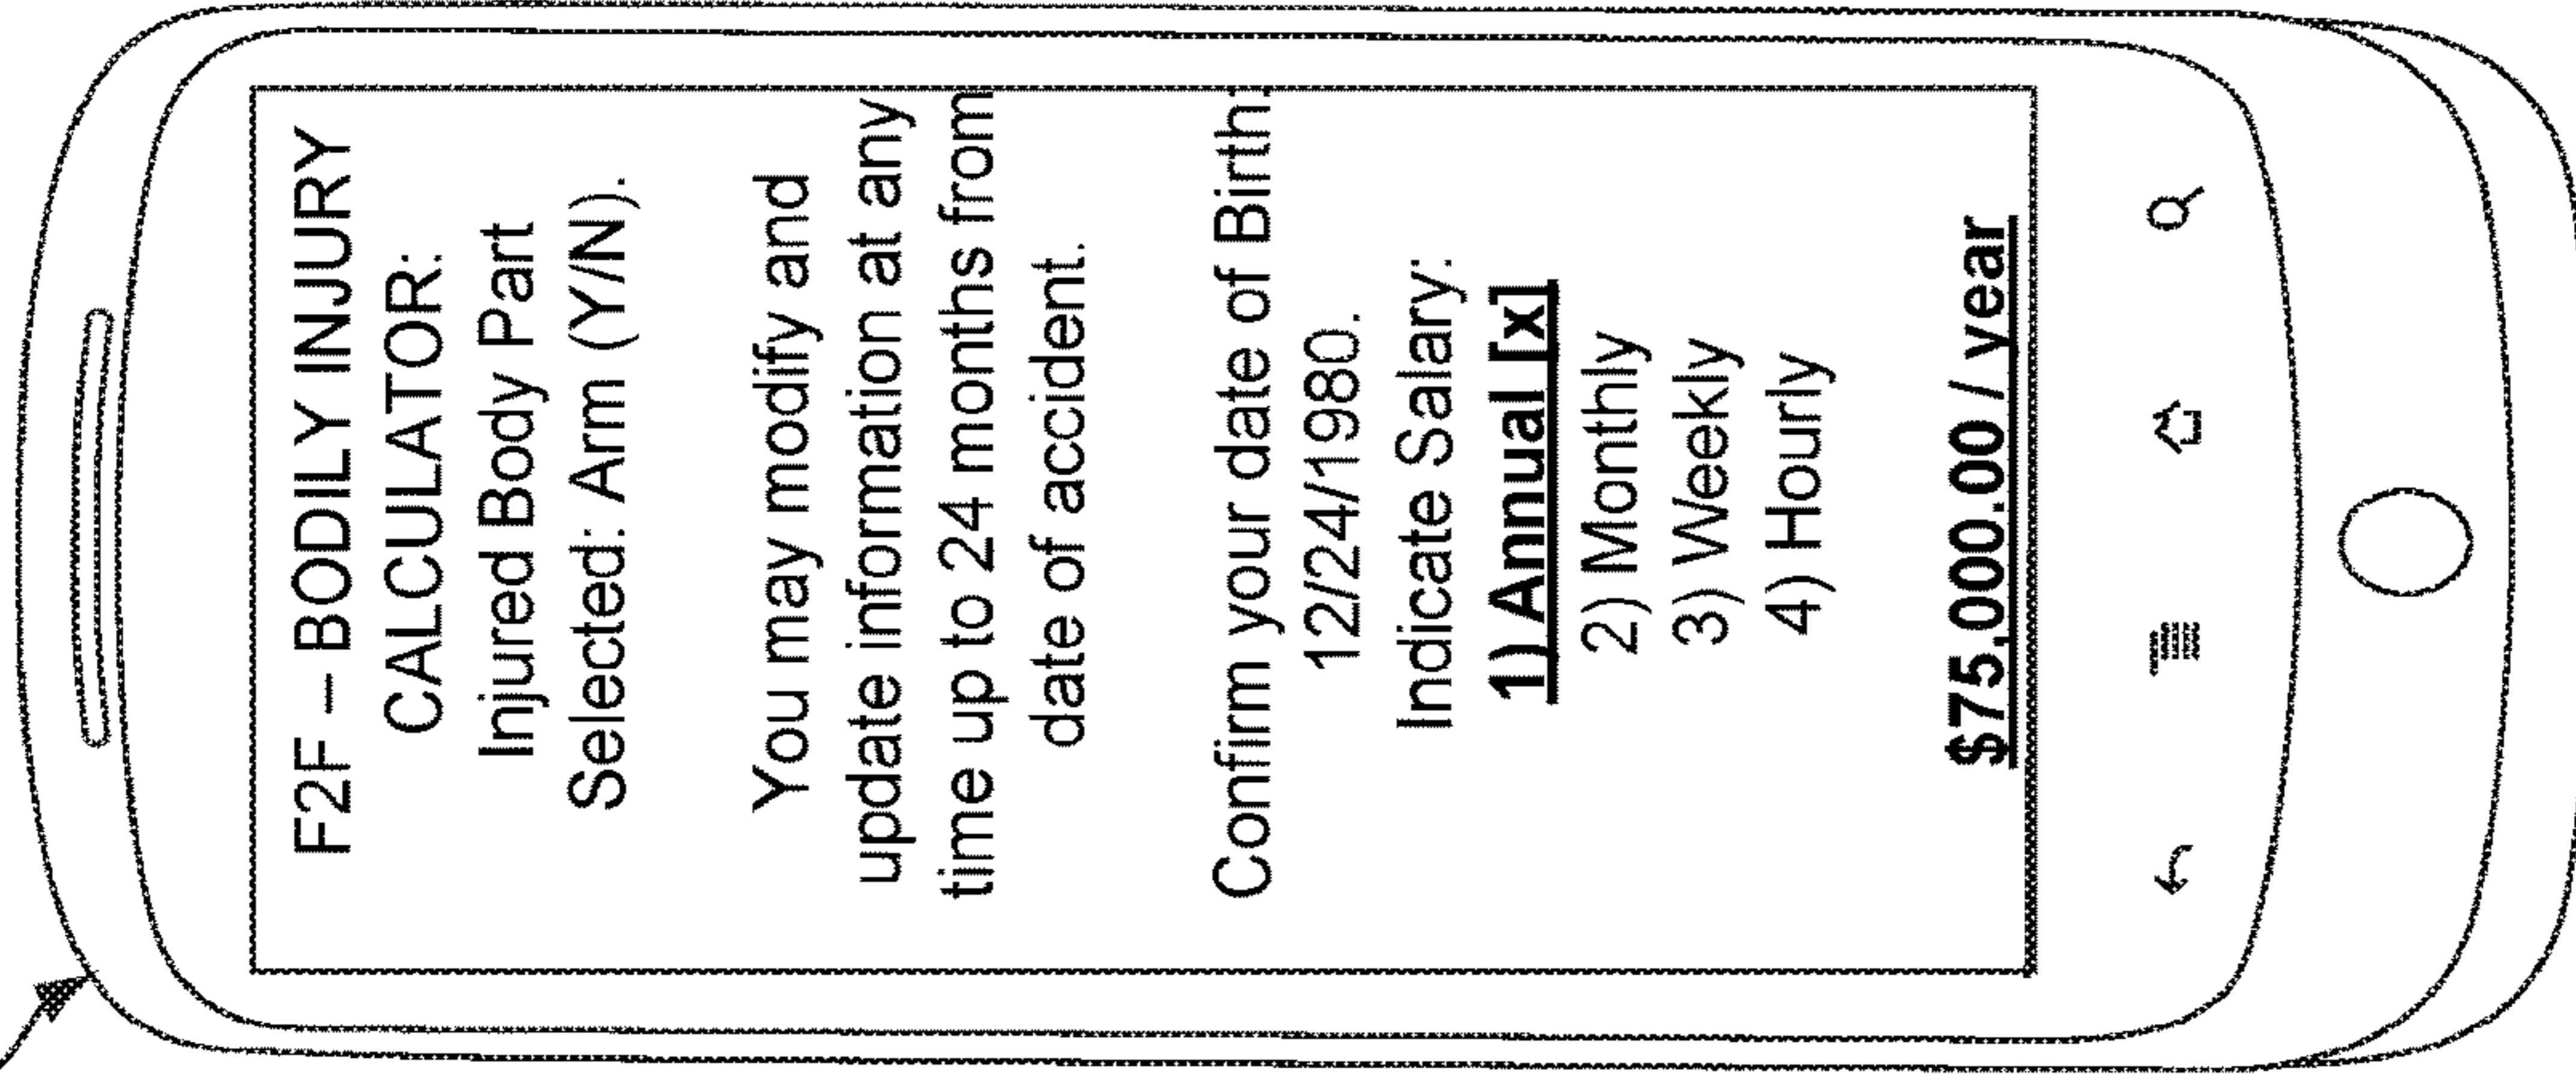 F2F – BODILY INJURY
CALCULATOR:
Injured Body Part
Selected: Arm (Y/N).
You may modify and
update information at any
time up to 24 months from
date of accident.
Confirm your date of Birth
12/24/1980.
Indicate Salary:
1) Annual [x]
2) Monthly
3) Weekly
4) Hourly
$75,000.00 / year